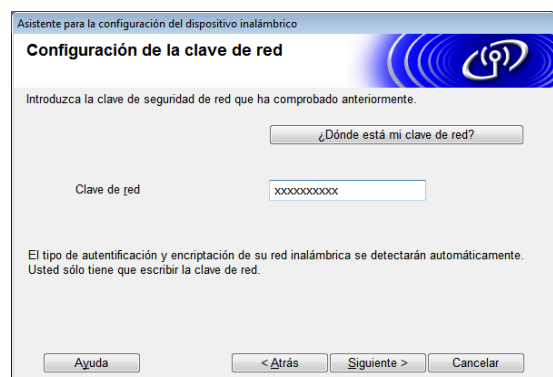 Asistente para la configuración del dispositivo inalámbrico
Configuración de la clave de red
Introduzca la clave de seguridad de red que ha comprobado anteriormente.
¿Dónde está mi clave de red?
Clave de red
xxxxxxxxxx
El tipo de autentificación y encriptación de su red inalámbrica se detectarán automáticamente.
Usted sólo tiene que escribir la clave de red.
Ayuda
< Atrás
Siguiente >
Cancelar